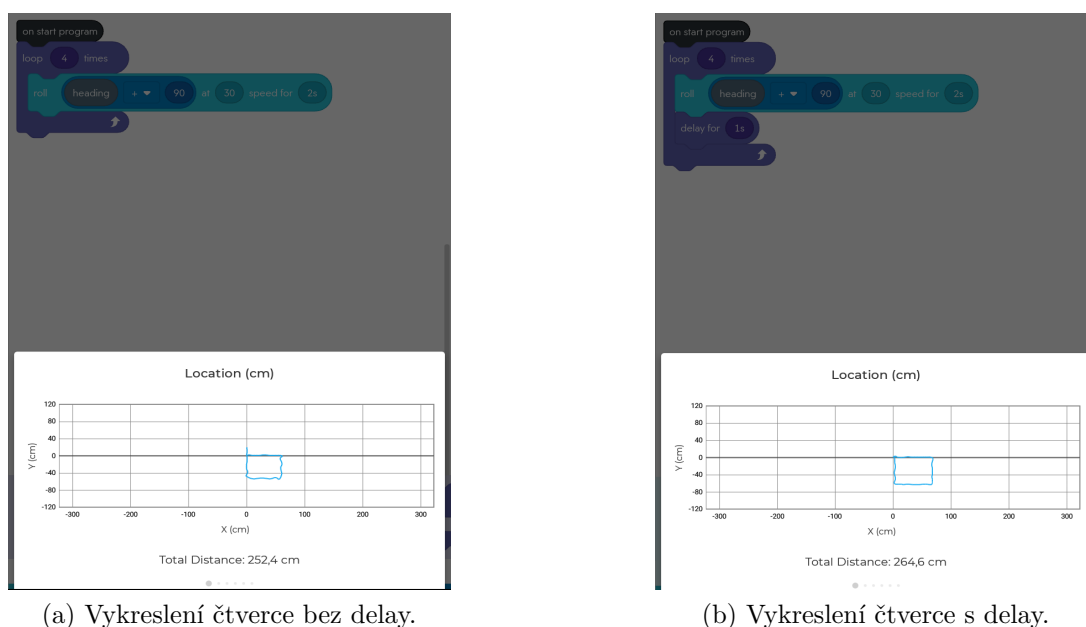 on start program
loop 4 times
roll heading + 90 at 30 speed for 2s
Location (cm)
120
80
40
0
-40
-80
-120
Y (cm)
-300 -200 -100 0 100 200 300
X (cm)
Total Distance: 252,4 cm
(a) Vykreslení čtverce bez delay.
on start program
loop 4 times
roll heading + 90 at 30 speed for 2s
delay for 1s
Location (cm)
120
80
40
0
-40
-80
-120
Y (cm)
-300 -200 -100 0 100 200 300
X (cm)
Total Distance: 264,6 cm
(b) Vykreslení čtverce s delay.